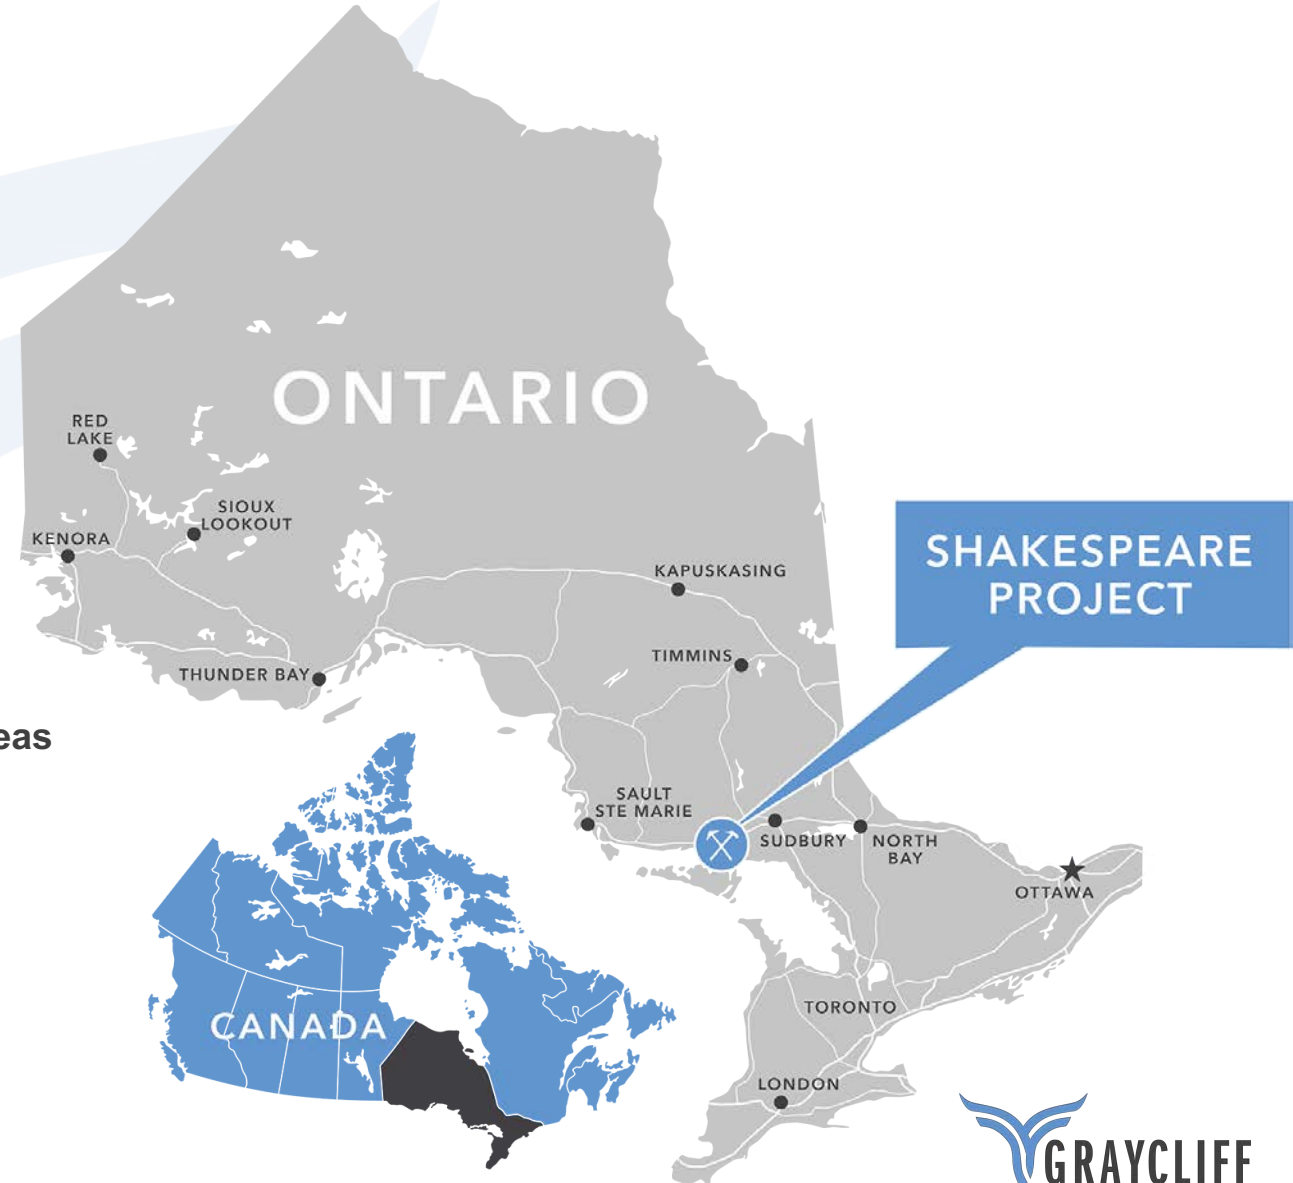 ONTARIO
RED
LAKE
SIOUX
LOOKOUT
KENORA
SHAKESPEARE
PROJECT
KAPUSKASING
TIMMINS
THUNDER BAY
eas
SAULT
STE MARIE
SUDBURY
NORTH
BAY
OTTAWA
CANADA
TORONTO
LONDON
GRAYCLIFF